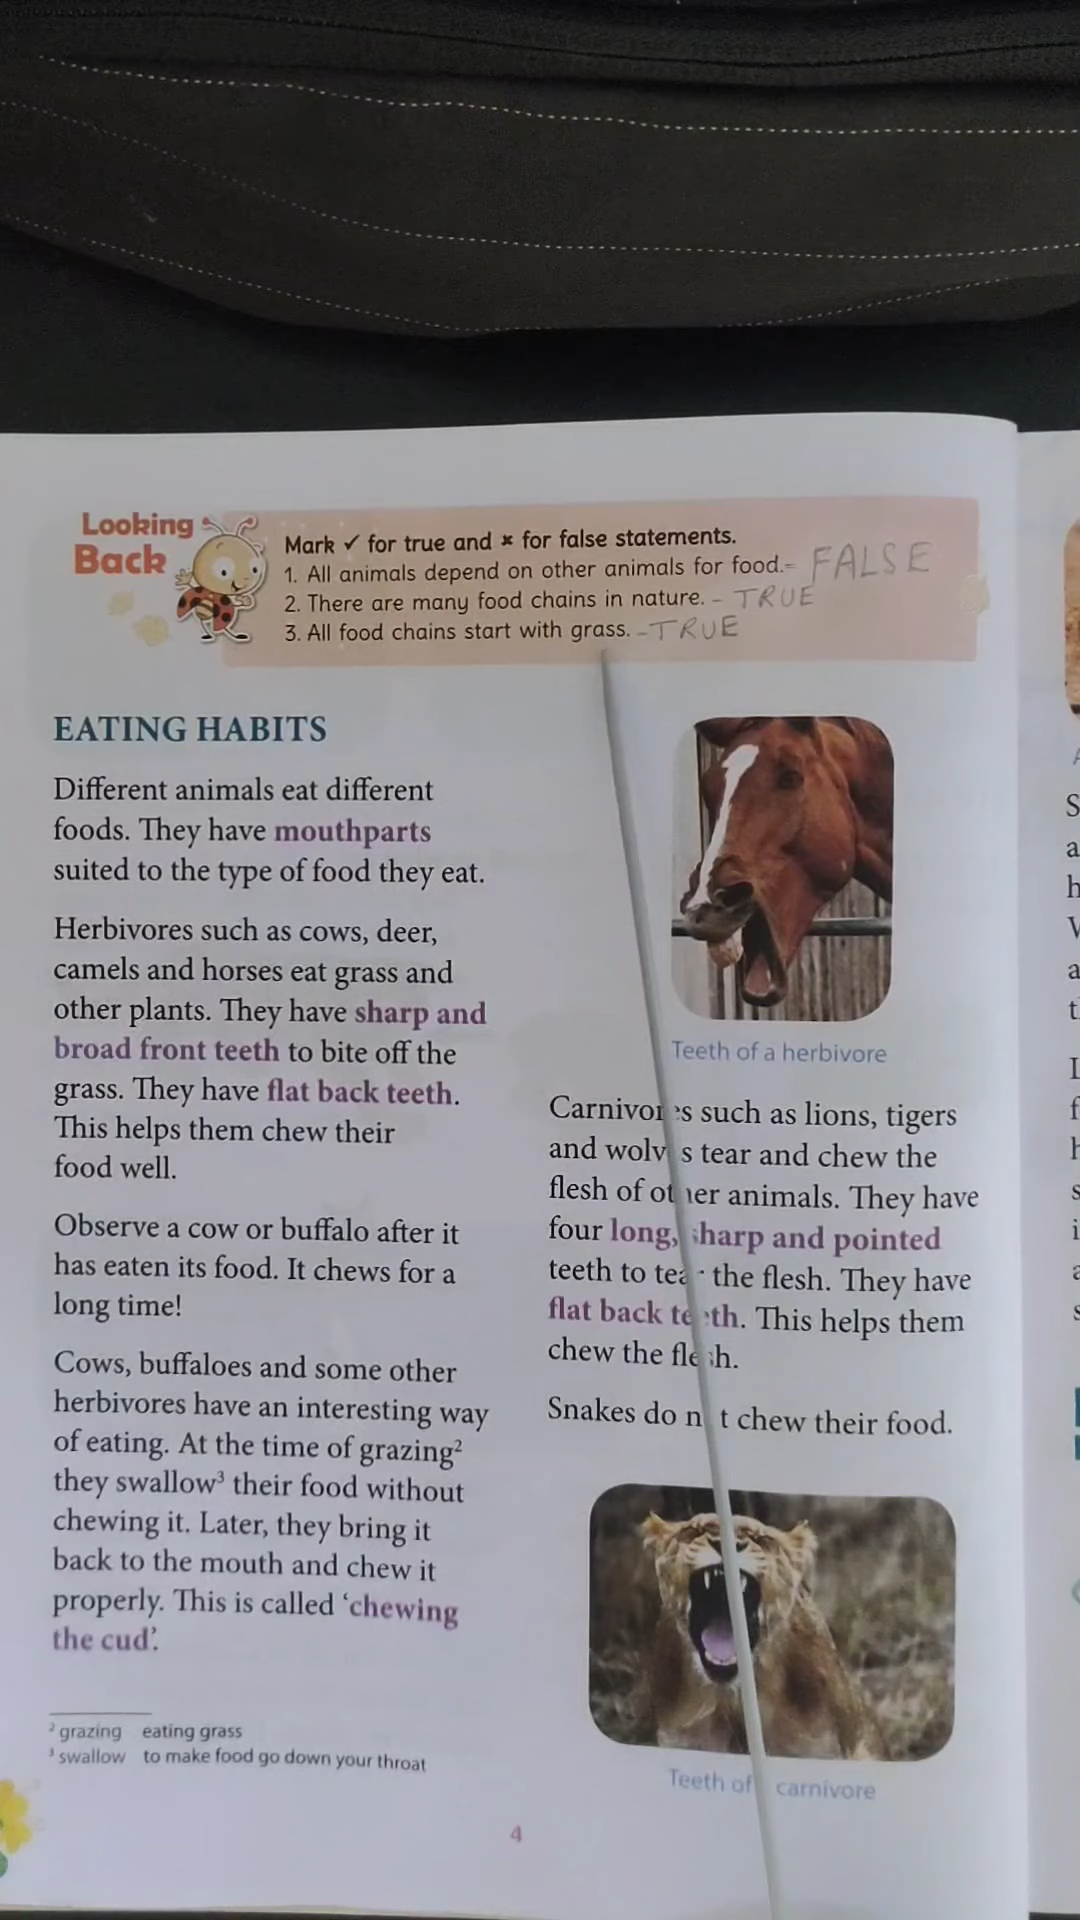 Looking
Back
Mark ✓ for true and × for false statements.
1. All animals depend on other animals for food.- FALSE
2. There are many food chains in nature. - TRUE
3. All food chains start with grass. -TRUE
EATING HABITS
Different animals eat different
foods. They have mouthparts
suited to the type of food they eat.
Herbivores such as cows, deer,
camels and horses eat grass and
other plants. They have sharp and
broad front teeth to bite off the
grass. They have flat back teeth.
This helps them chew their
food well.
Observe a cow or buffalo after it
has eaten its food. It chews for a
long time!
Cows, buffaloes and some other
herbivores have an interesting way
of eating. At the time of grazing²
they swallow³ their food without
chewing it. Later, they bring it
back to the mouth and chew it
properly. This is called ‘chewing
the cud’.
² grazing eating grass
³ swallow to make food go down your throat
Teeth of a herbivore
Carnivores such as lions, tigers
and wolves tear and chew the
flesh of other animals. They have
four long, sharp and pointed
teeth to tear the flesh. They have
flat back teeth. This helps them
chew the flesh.
Snakes do not chew their food.
Teeth of carnivore
4